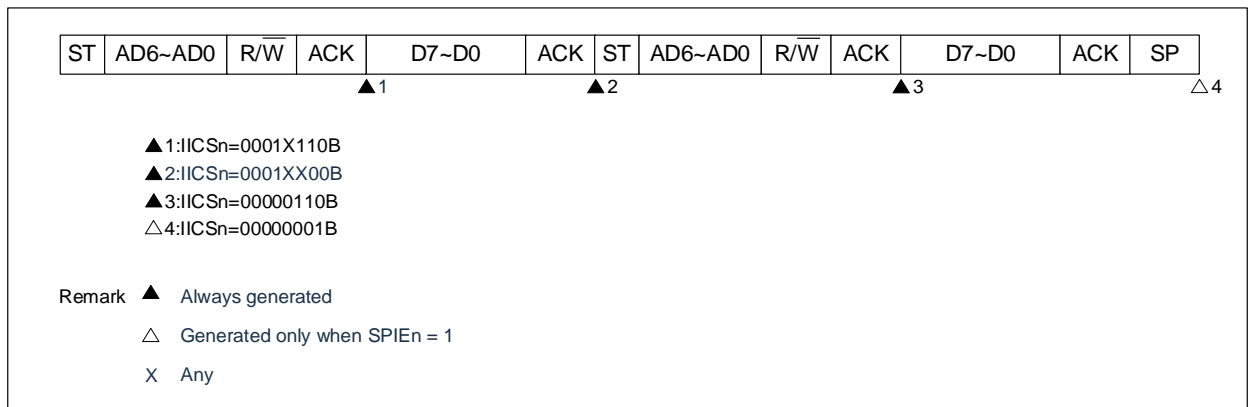 ST AD6~AD0 R/W̅ ACK D7~D0 ACK ST AD6~AD0 R/W̅ ACK D7~D0 ACK SP
▲1 ▲2 ▲3 △4
▲1:IICSn=0001X110B
▲2:IICSn=0001XX00B
▲3:IICSn=00000110B
△4:IICSn=00000001B
Remark ▲ Always generated
△ Generated only when SPIEn = 1
X Any